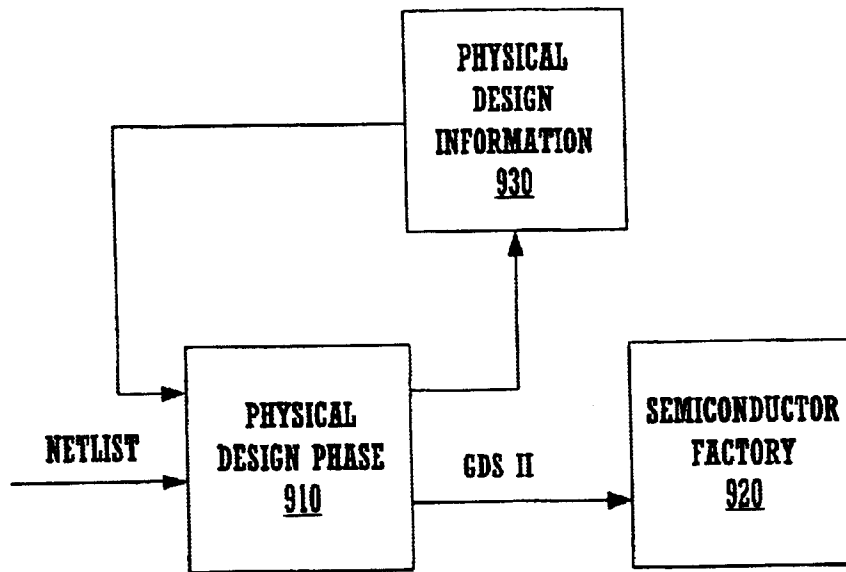 PHYSICAL
DESIGN
INFORMATION
930
NETLIST
PHYSICAL
DESIGN PHASE
910
GDS II
SEMICONDUCTOR
FACTORY
920